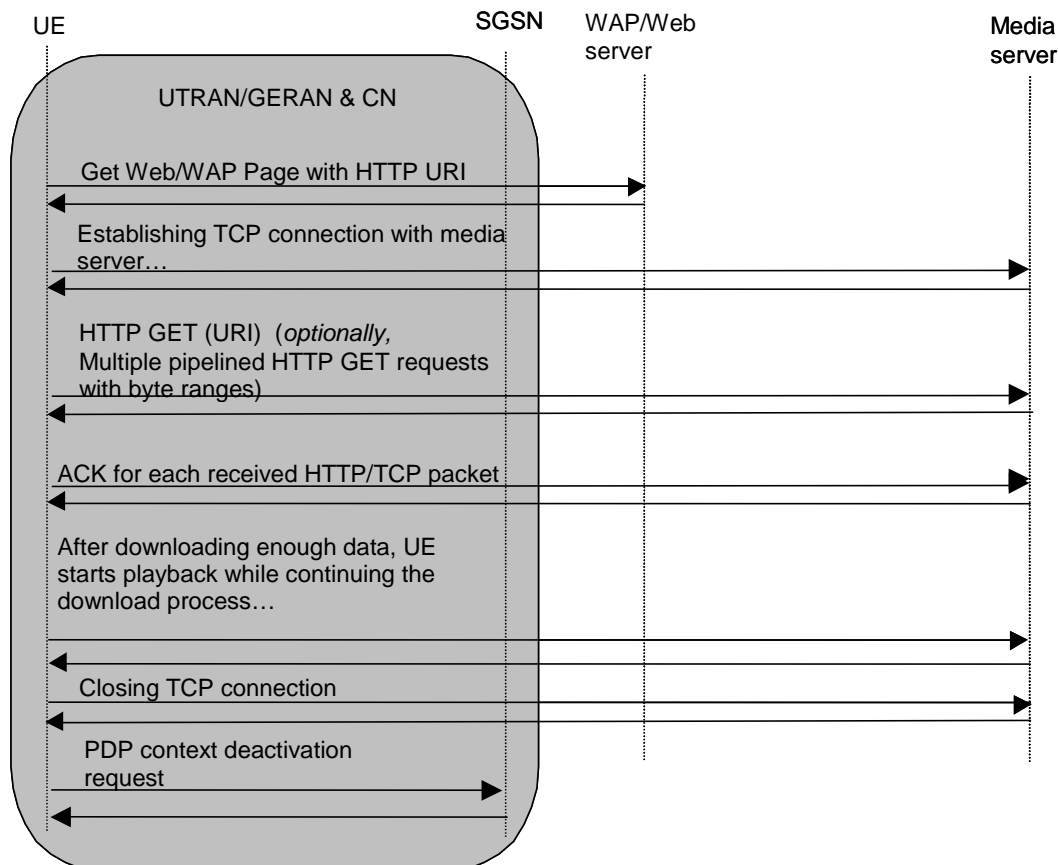 UE
SGSN
WAP/Web
server
Media
server
UTRAN/GERAN & CN
Get Web/WAP Page with HTTP URI
Establishing TCP connection with media
server…
HTTP GET (URI) (optionally,
Multiple pipelined HTTP GET requests
with byte ranges)
ACK for each received HTTP/TCP packet
After downloading enough data, UE
starts playback while continuing the
download process…
Closing TCP connection
PDP context deactivation
request